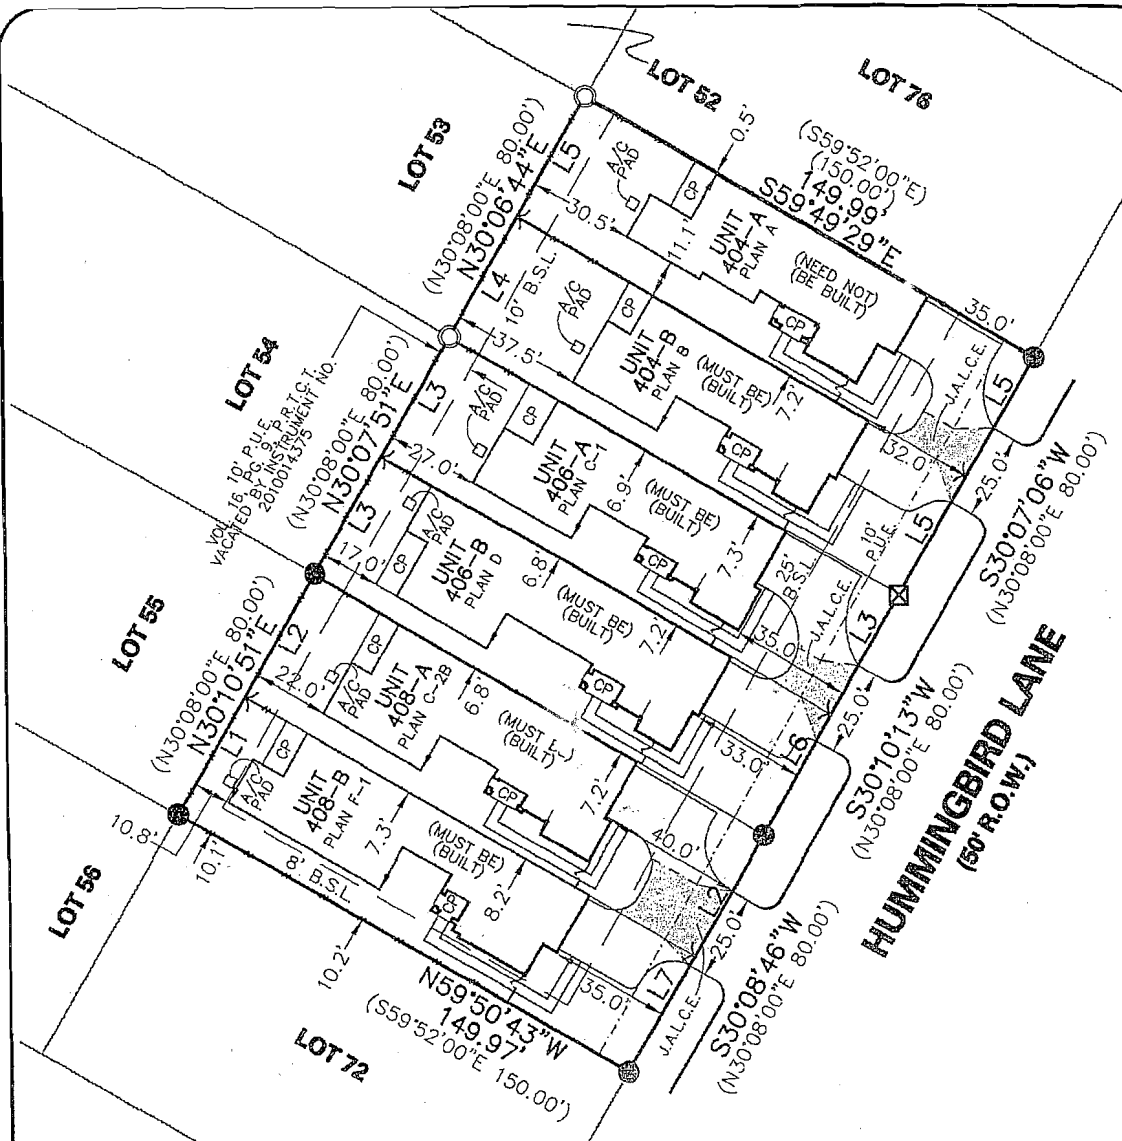 LOT 52
LOT 76
LOT 53
0.5'
(S59°52'00"E)
(150.00')
149.99'
S59°49'29"E
(N30°08'00"E 80.00')
N30°06'44"E
L5
A/C
PAD
CP
30.5'
11.1'
UNIT
404-A
PLAN A
(NEED NOT)
(BE BUILT)
CP
35.0'
J.A.L.C.E.
L5
L4
10' B.S.L.
A/C
PAD
CP
37.5'
UNIT
404-B
PLAN B
(MUST BE)
(BUILT)
7.2'
CP
32.0'
25.0'
S30°07'06"W
(N30°08'00"E 80.00')
LOT 54
VOL. 16, 10' P.U.E.
PG. 9, P.R.T.C.T.
VACATED BY INSTRUMENT NO.
2010014375
(N30°08'00"E 80.00')
N30°07'51"E
L3
A/C
PAD
CP
27.0'
UNIT
406-A
PLAN C-1
6.9'
(MUST BE)
(BUILT)
7.3'
CP
25'
B.S.L.
10'
P.U.E.
L5
J.A.L.C.E.
L3
A/C
PAD
CP
17.0'
UNIT
406-B
PLAN D
6.8'
(MUST BE)
(BUILT)
7.2'
CP
35.0'
L3
25.0'
S30°10'13"W
(N30°08'00"E 80.00')
LOT 55
(N30°08'00"E 80.00')
N30°10'51"E
L2
22.0'
A/C
PAD
CP
UNIT
408-A
PLAN C-2B
6.8'
(BUILT)
7.2'
CP
33.0'
L6
HUMMINGBIRD LANE
(50' R.O.W.)
L1
A/C
PAD
CP
UNIT
408-B
PLAN F-1
7.3'
(MUST BE)
(BUILT)
8.2'
CP
40.0'
L2
25.0'
S30°08'46"W
(N30°08'00"E 80.00')
10.8'
10.1'
8' B.S.L.
LOT 56
10.2'
35.0'
L7
J.A.L.C.E.
N59°50'43"W
149.97'
(S59°52'00"E 150.00')
LOT 72